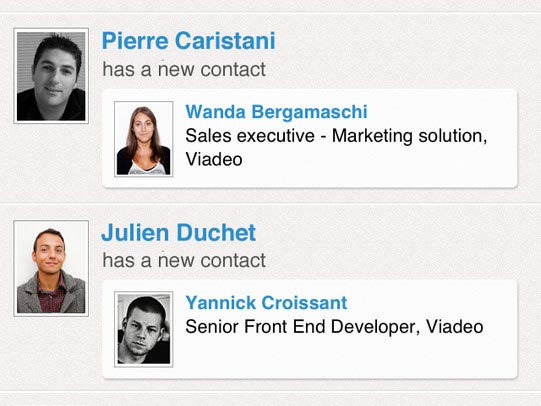 Pierre Caristani
has a new contact
Wanda Bergamaschi
Sales executive - Marketing solution,
Viadeo
Julien Duchet
has a new contact
Yannick Croissant
Senior Front End Developer, Viadeo